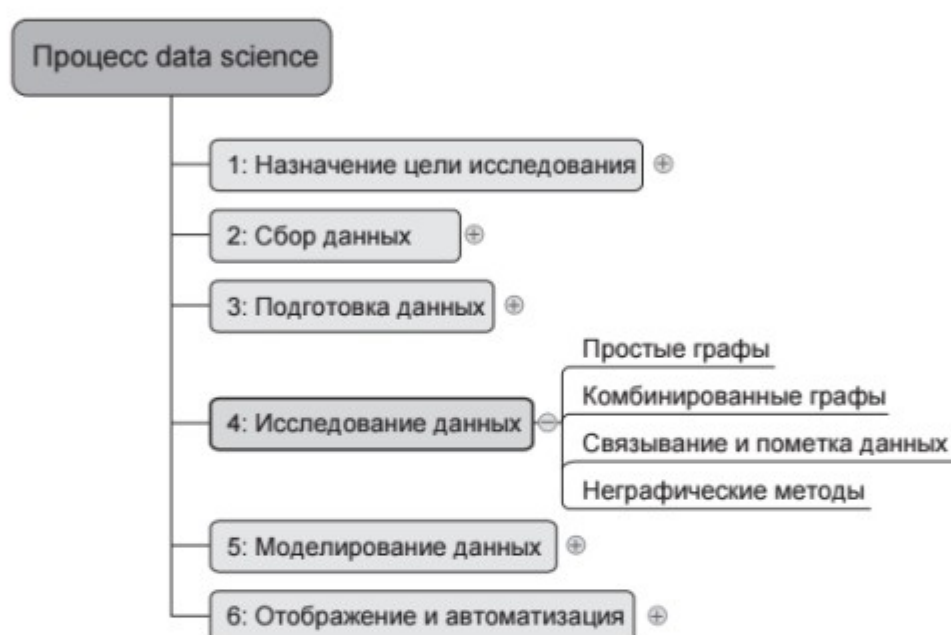 Процесс data science
1: Назначение цели исследования
2: Сбор данных
3: Подготовка данных
4: Исследование данных
Простые графы
Комбинированные графы
Связывание и пометка данных
Неграфические методы
5: Моделирование данных
6: Отображение и автоматизация